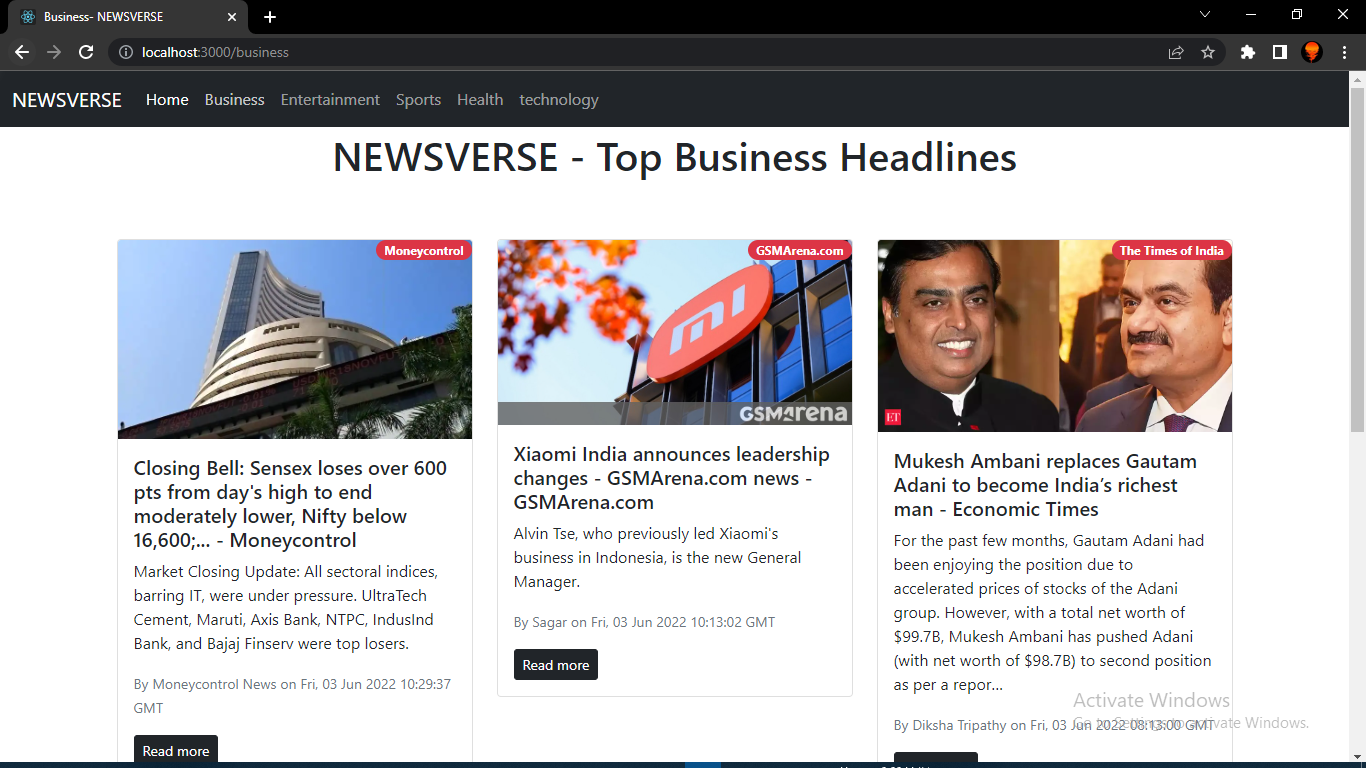 Business- NEWSVERSE
localhost:3000/business
NEWSVERSE Home Business Entertainment Sports Health technology
NEWSVERSE - Top Business Headlines
Moneycontrol
Closing Bell: Sensex loses over 600
pts from day's high to end
moderately lower, Nifty below
16,600;... - Moneycontrol
Market Closing Update: All sectoral indices,
barring IT, were under pressure. UltraTech
Cement, Maruti, Axis Bank, NTPC, IndusInd
Bank, and Bajaj Finserv were top losers.
By Moneycontrol News on Fri, 03 Jun 2022 10:29:37
GMT
Read more
GSMArena.com
mi
GSMArena
Xiaomi India announces leadership
changes - GSMArena.com news -
GSMArena.com
Alvin Tse, who previously led Xiaomi's
business in Indonesia, is the new General
Manager.
By Sagar on Fri, 03 Jun 2022 10:13:02 GMT
Read more
The Times of India
ET
Mukesh Ambani replaces Gautam
Adani to become India’s richest
man - Economic Times
For the past few months, Gautam Adani had
been enjoying the position due to
accelerated prices of stocks of the Adani
group. However, with a total net worth of
$99.7B, Mukesh Ambani has pushed Adani
(with net worth of $98.7B) to second position
as per a repor...
By Diksha Tripathy on Fri, 03 Jun 2022 08:13:00 GMT
Activate Windows
Go to Settings to activate Windows.